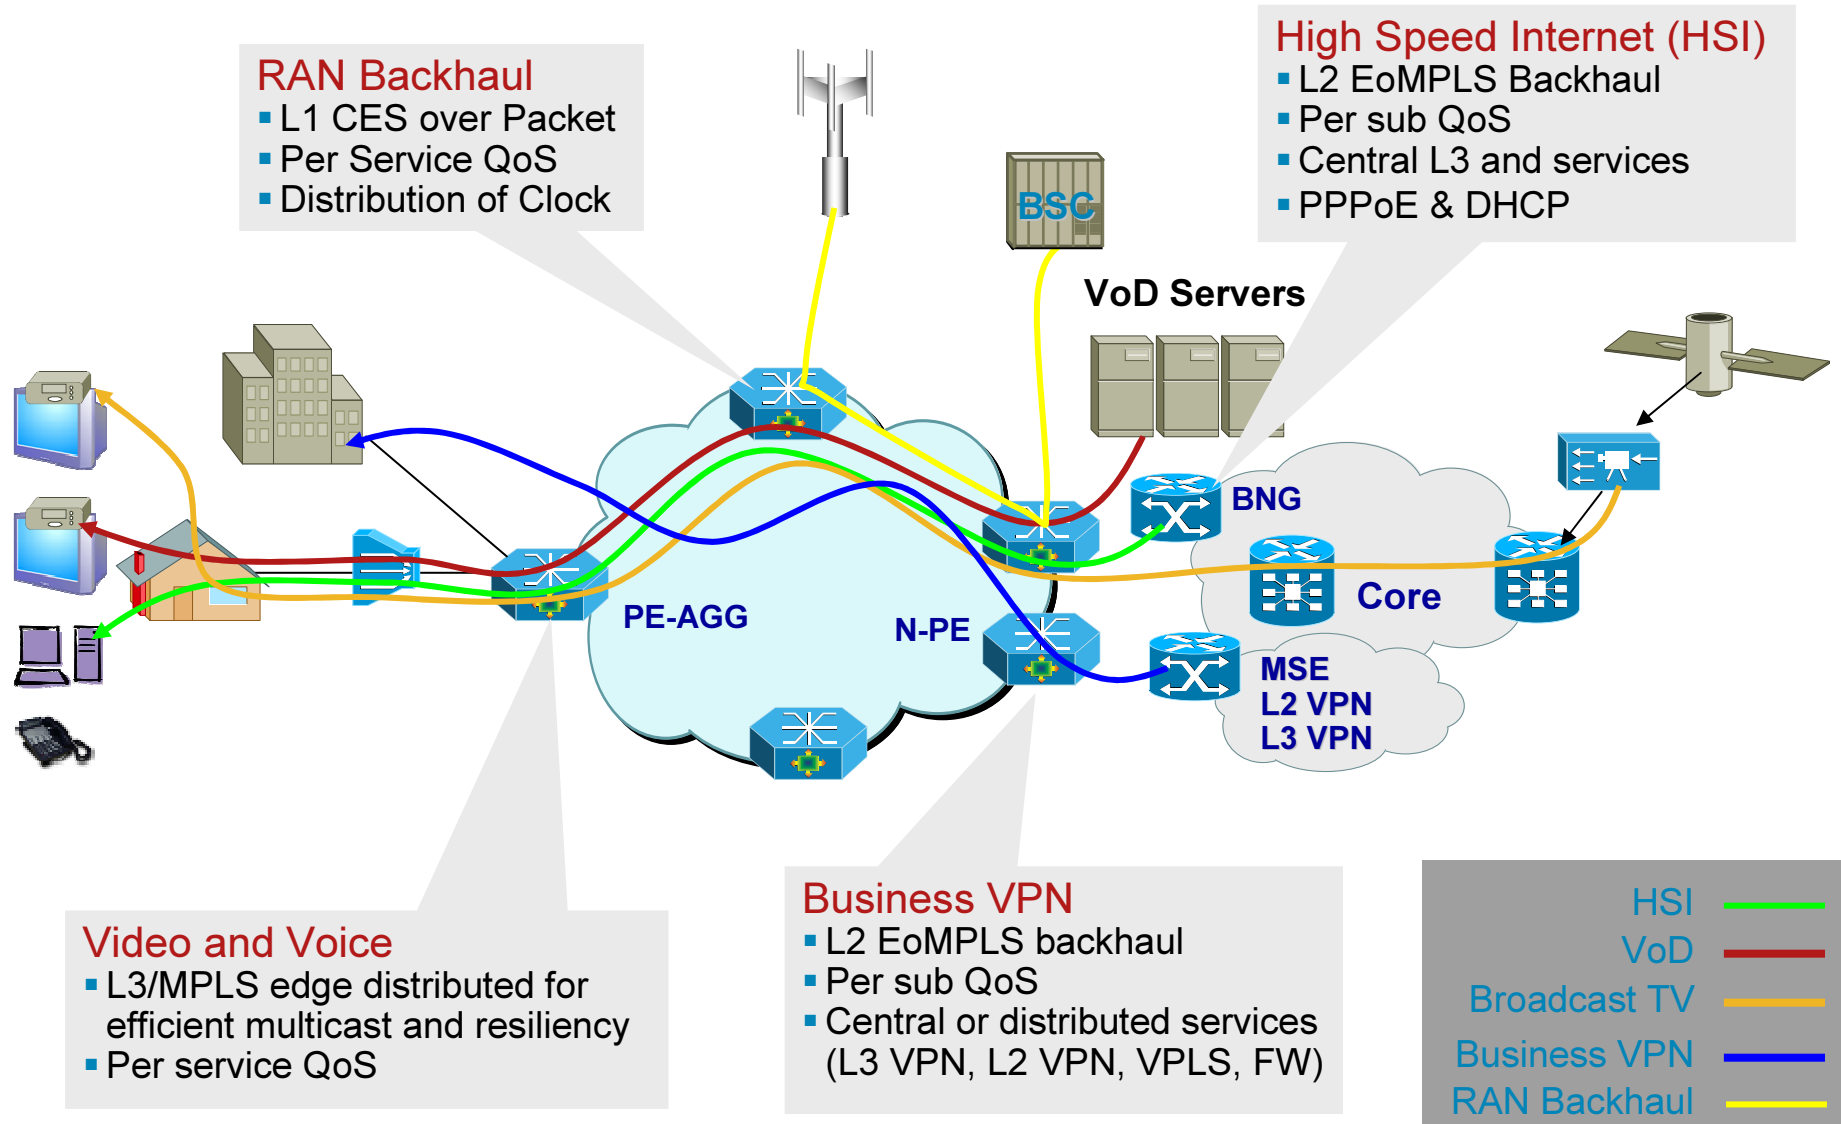 RAN Backhaul
L1 CES over Packet
Per Service QoS
Distribution of Clock
High Speed Internet (HSI)
L2 EoMPLS Backhaul
Per sub QoS
Central L3 and services
PPPoE & DHCP
BSC
VoD Servers
BNG
Core
PE-AGG
N-PE
MSE
L2 VPN
L3 VPN
Video and Voice
L3/MPLS edge distributed for
efficient multicast and resiliency
Per service QoS
Business VPN
L2 EoMPLS backhaul
Per sub QoS
Central or distributed services
(L3 VPN, L2 VPN, VPLS, FW)
HSI
VoD
Broadcast TV
Business VPN
RAN Backhaul